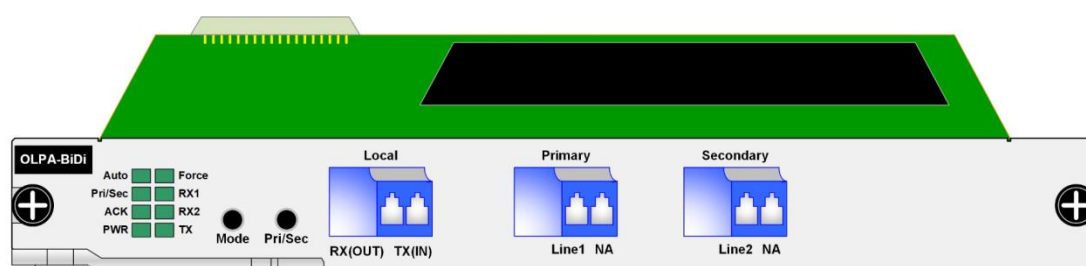 OLPA-BiDi
Local Primary Secondary
Auto Force
Pri/Sec RX1
ACK RX2
PWR TX
Mode Pri/Sec
RX(OUT) TX(IN) Line1 NA Line2 NA